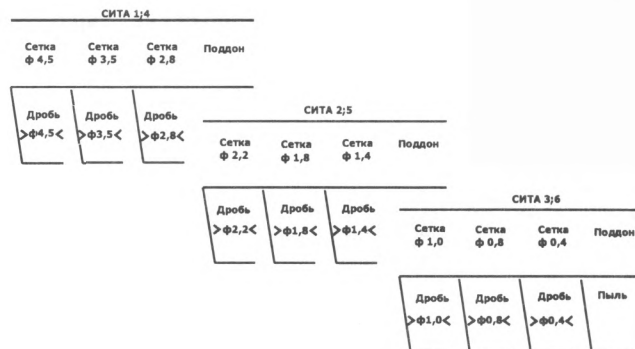 СИТА 1;4
Сетка ф 4,5
Сетка ф 3,5
Сетка ф 2,8
Поддон
Дробь >ф4,5<
Дробь >ф3,5<
Дробь >ф2,8<
СИТА 2;5
Сетка ф 2,2
Сетка ф 1,8
Сетка ф 1,4
Поддон
Дробь >ф2,2<
Дробь >ф1,8<
Дробь >ф1,4<
СИТА 3;6
Сетка ф 1,0
Сетка ф 0,8
Сетка ф 0,4
Поддон
Дробь >ф1,0<
Дробь >ф0,8<
Дробь >ф0,4<
Пыль